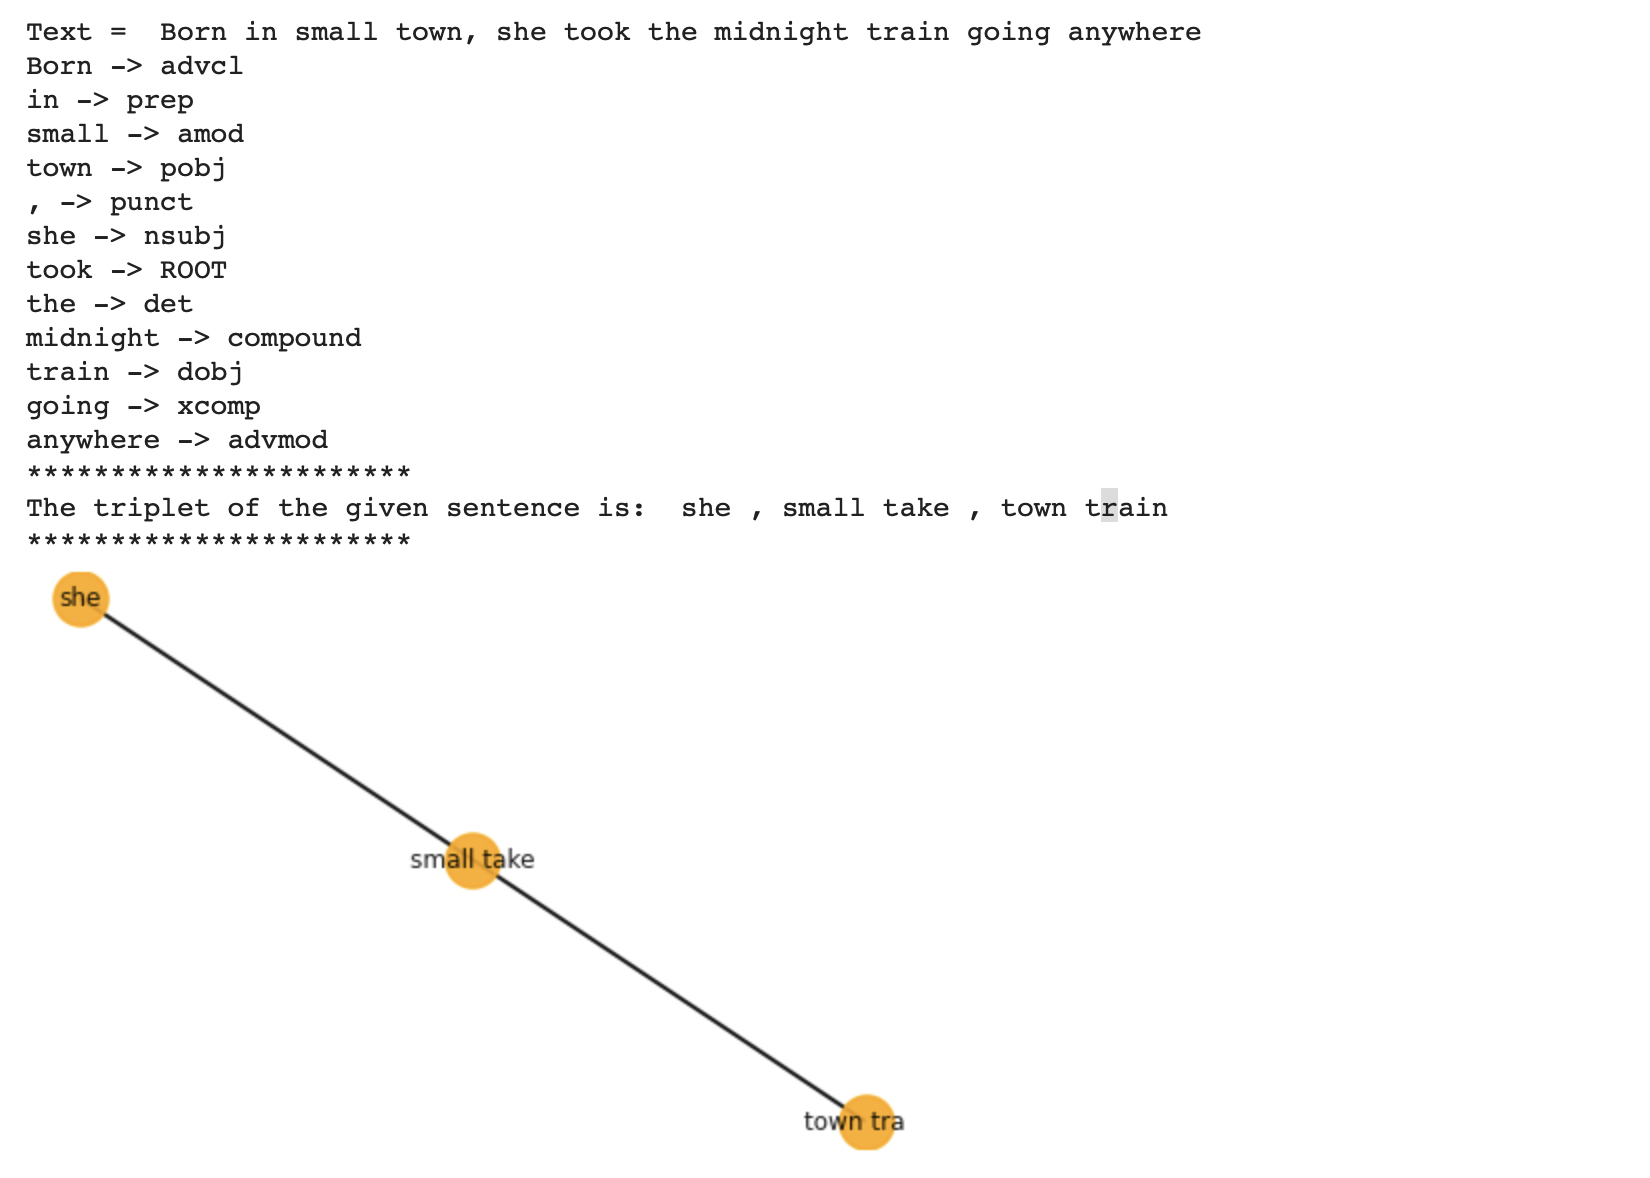 Text =  Born in small town, she took the midnight train going anywhere
Born -> advcl
in -> prep
small -> amod
town -> pobj
, -> punct
she -> nsubj
took -> ROOT
the -> det
midnight -> compound
train -> dobj
going -> xcomp
anywhere -> advmod
***********************
The triplet of the given sentence is:  she , small take , town train
***********************
she
small take
town tra